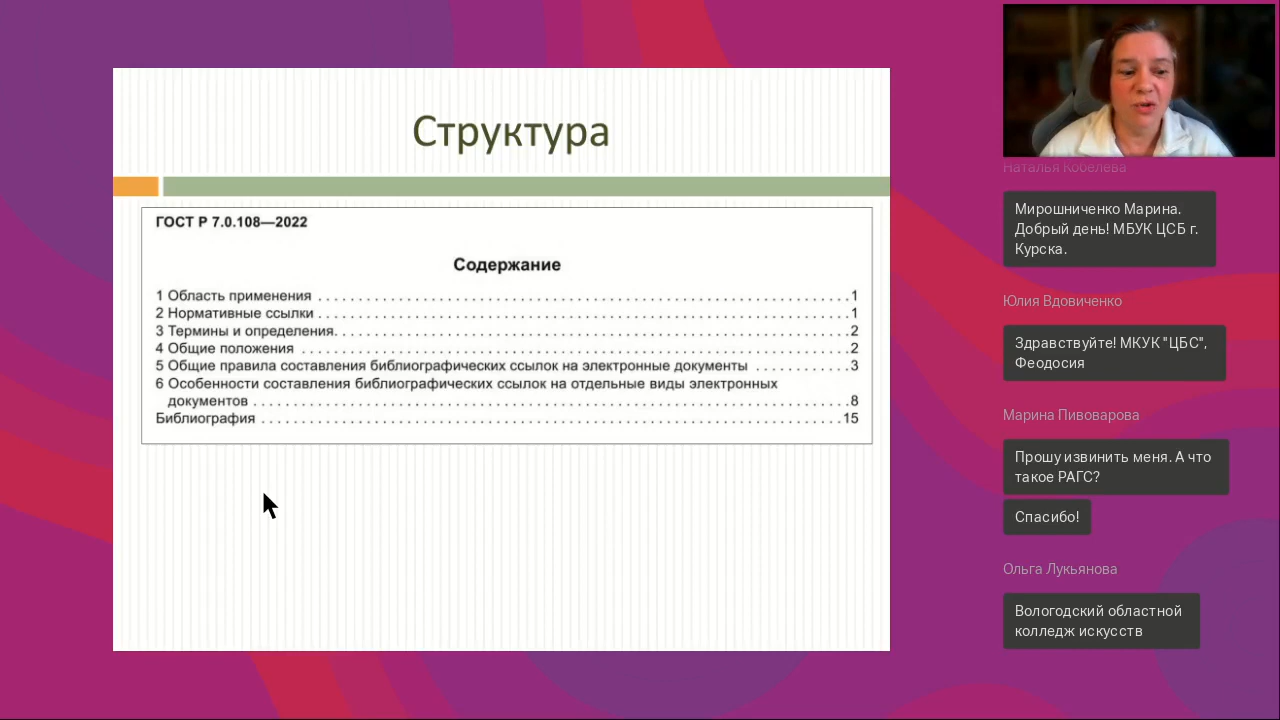 Структура
ГОСТ Р 7.0.108—2022
Содержание
1 Область применения . . . . . . . . . . . . . . . . . . . . . . . . . . . . . . . . . . . . . . . . 1
2 Нормативные ссылки . . . . . . . . . . . . . . . . . . . . . . . . . . . . . . . . . . . . . . . . 1
3 Термины и определения. . . . . . . . . . . . . . . . . . . . . . . . . . . . . . . . . . . . . . . 2
4 Общие положения . . . . . . . . . . . . . . . . . . . . . . . . . . . . . . . . . . . . . . . . . . 2
5 Общие правила составления библиографических ссылок на электронные документы . . . . . . . . . . . . 3
6 Особенности составления библиографических ссылок на отдельные виды электронных
документов . . . . . . . . . . . . . . . . . . . . . . . . . . . . . . . . . . . . . . . . . . . . 8
Библиография . . . . . . . . . . . . . . . . . . . . . . . . . . . . . . . . . . . . . . . . . . . 15
Наталья Кобелева
Мирошниченко Марина.
Добрый день! МБУК ЦСБ г.
Курска.
Юлия Вдовиченко
Здравствуйте! МКУК "ЦБС",
Феодосия
Марина Пивоварова
Прошу извинить меня. А что
такое РАГС?
Спасибо!
Ольга Лукьянова
Вологодский областной
колледж искусств